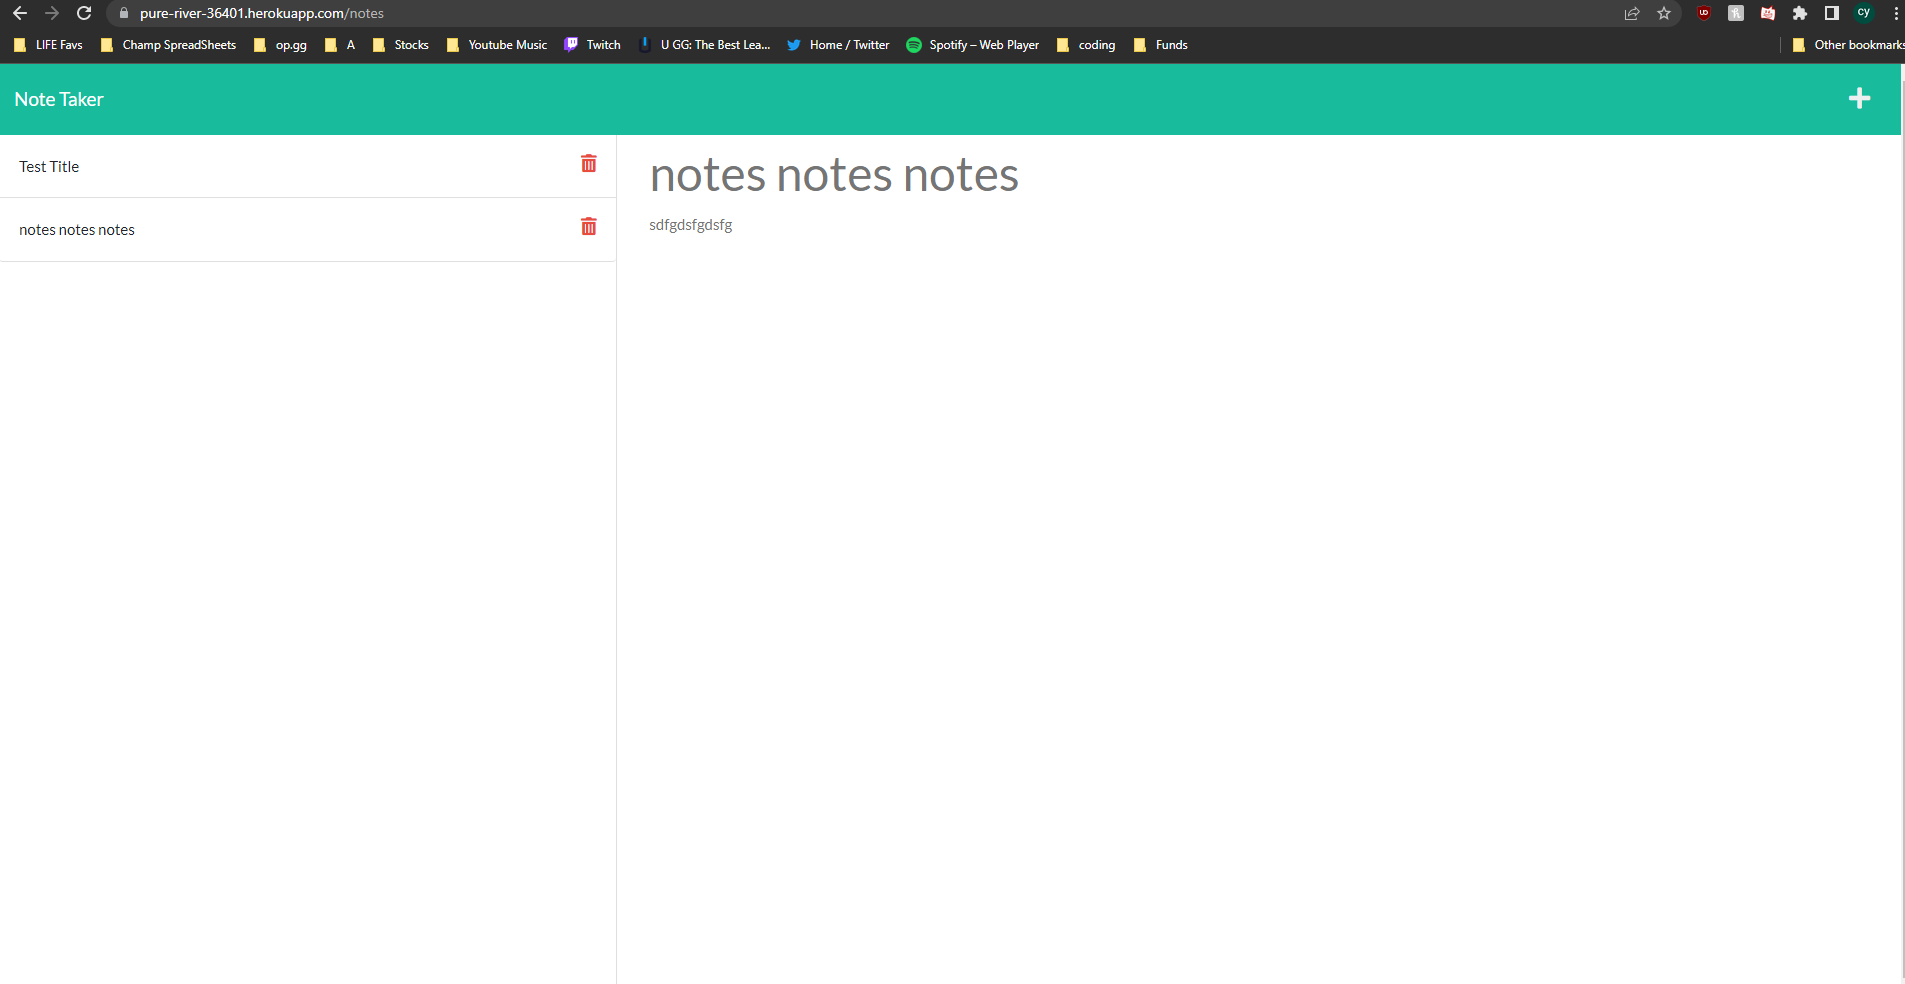 pure-river-36401.herokuapp.com/notes
LIFE Favs Champ SpreadSheets op.gg A Stocks Youtube Music Twitch U GG: The Best Lea... Home / Twitter Spotify – Web Player coding Funds Other bookmarks
Note Taker
Test Title
notes notes notes
notes notes notes
sdfgdsfgdsfg